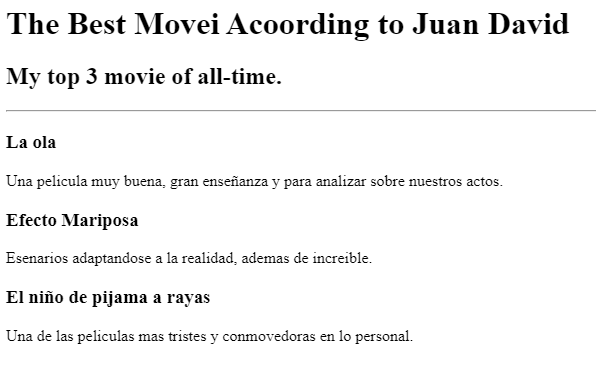 The Best Movei Acoording to Juan David
My top 3 movie of all-time.
La ola
Una pelicula muy buena, gran enseñanza y para analizar sobre nuestros actos.
Efecto Mariposa
Esenarios adaptandose a la realidad, ademas de increible.
El niño de pijama a rayas
Una de las peliculas mas tristes y conmovedoras en lo personal.